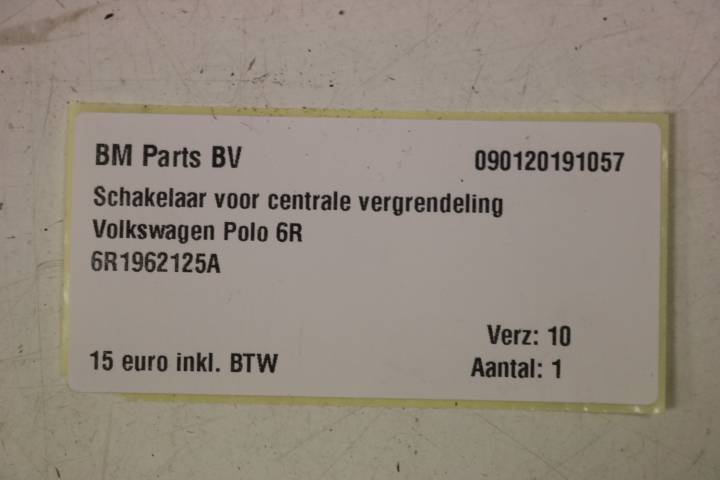 BM Parts BV 090120191057
Schakelaar voor centrale vergrendeling
Volkswagen Polo 6R
6R1962125A
Verz: 10
15 euro inkl. BTW Aantal: 1